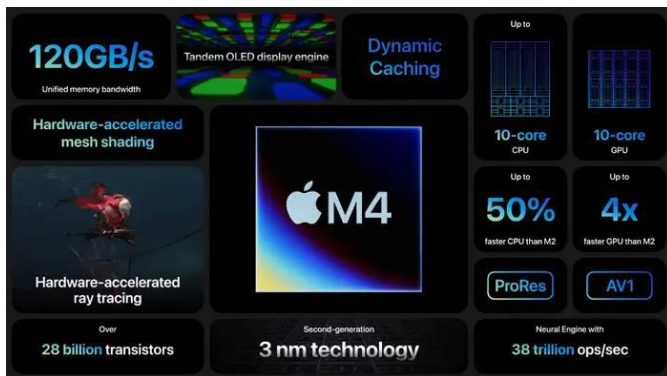 120GB/s
Unified memory bandwidth
Tandem OLED display engine
Dynamic
Caching
Up to
10-core
CPU
10-core
GPU
Hardware-accelerated
mesh shading
M4
Up to
50%
faster CPU than M2
Up to
4x
faster GPU than M2
Hardware-accelerated
ray tracing
ProRes
AV1
Over
28 billion transistors
Second-generation
3 nm technology
Neural Engine with
38 trillion ops/sec